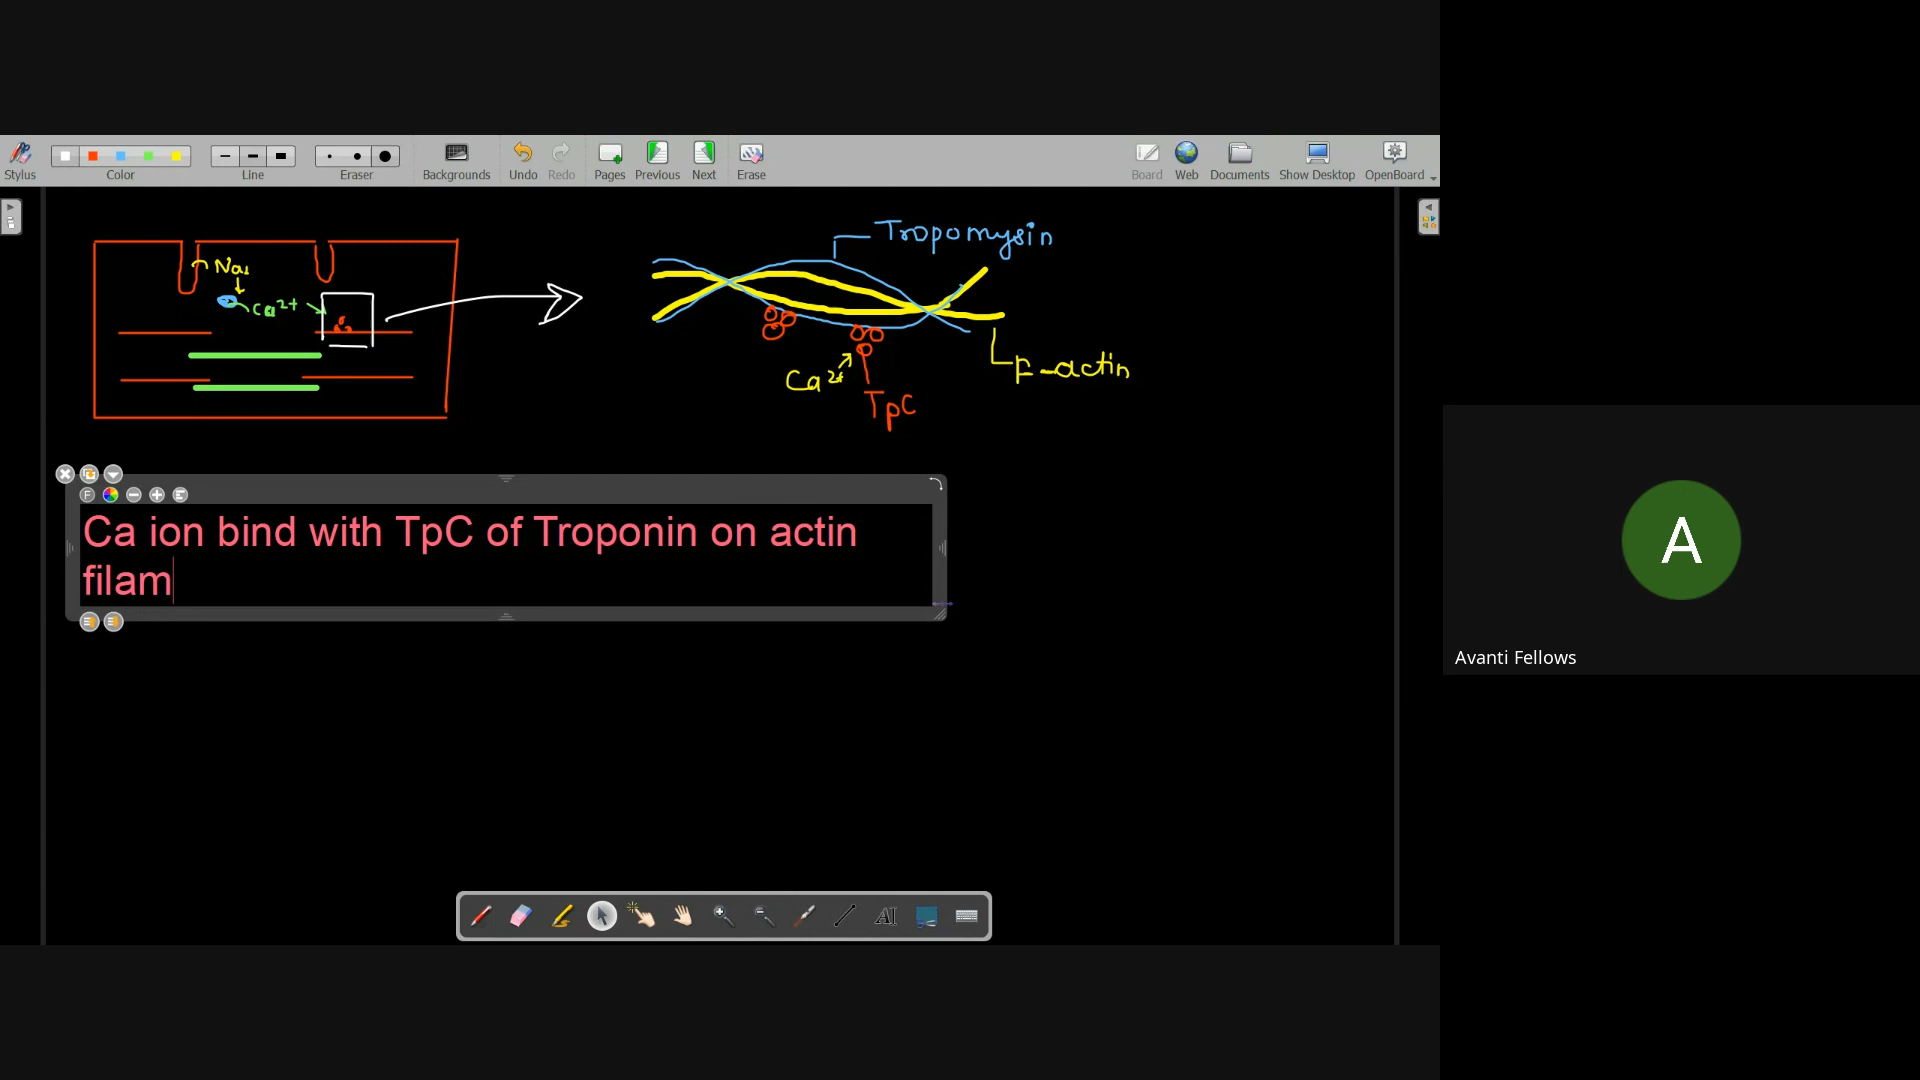 Stylus
Color
Line
Eraser
Backgrounds
Undo
Redo
Pages
Previous
Next
Erase
Board
Web
Documents
Show Desktop
OpenBoard
Tropomysin
Ca²⁺
Ca²⁺
F-actin
TpC
F
Ca ion bind with TpC of Troponin on actin
filam
A
Avanti Fellows
AI